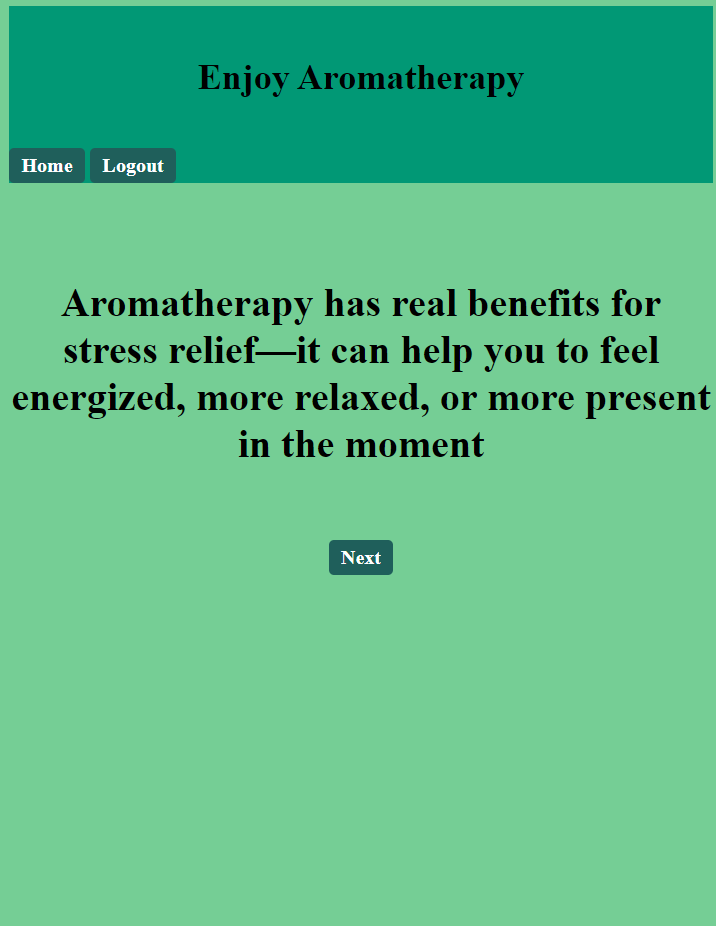 Enjoy Aromatherapy
Home Logout
Aromatherapy has real benefits for
stress relief—it can help you to feel
energized, more relaxed, or more present
in the moment
Next